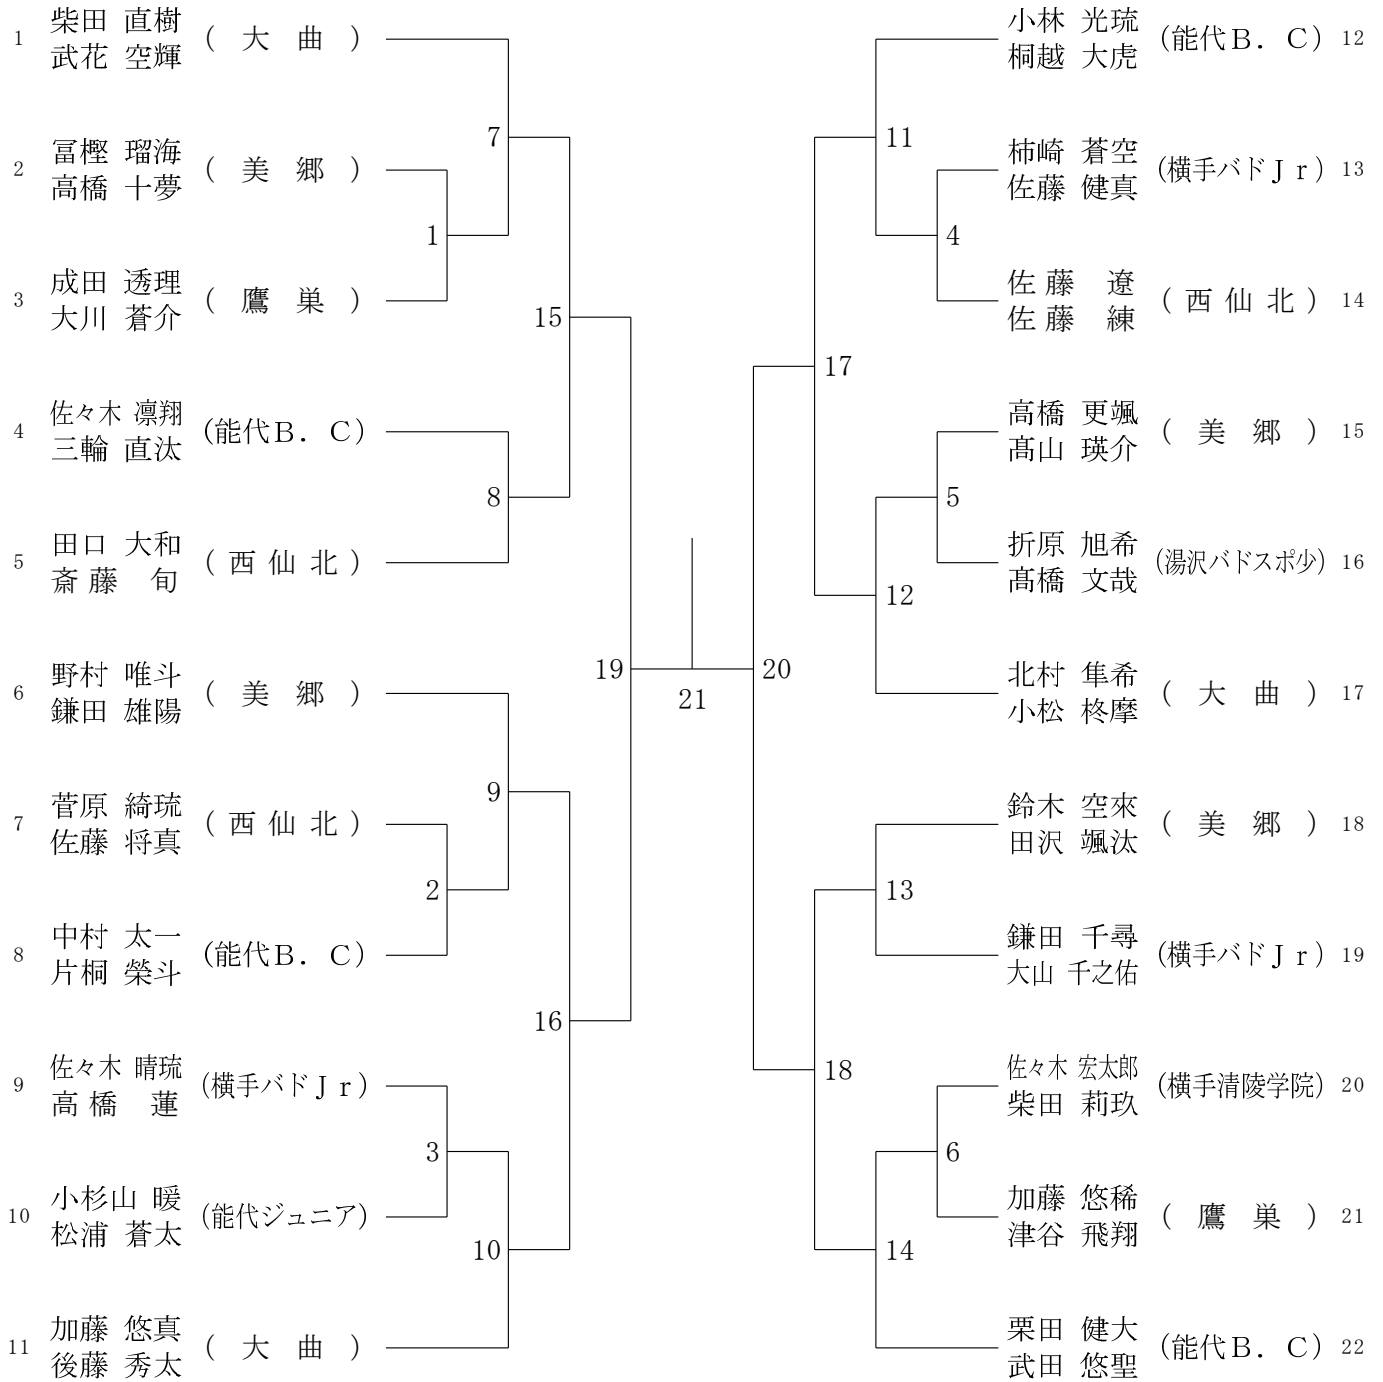 1 柴田 直樹 ( 大 曲 )
武花 空輝
2 冨樫 瑠海 ( 美 郷 )
高橋 十夢
3 成田 透理 ( 鷹 巣 )
大川 蒼介
4 佐々木 凛翔 (能代Ｂ．Ｃ)
三輪 直汰
5 田口 大和 ( 西 仙 北 )
斎 藤 旬
6 野村 唯斗 ( 美 郷 )
鎌田 雄陽
7 菅原 綺琉 ( 西 仙 北 )
佐藤 将真
8 中村 太一 (能代Ｂ．Ｃ)
片桐 榮斗
9 佐々木 晴琉 (横手バドＪｒ)
高 橋 蓮
10 小杉山 暖 (能代ジュニア)
松浦 蒼太
11 加藤 悠真 ( 大 曲 )
後藤 秀太
7
1
15
8
19
9
2
16
3
10
21
11
4
17
5
12
20
13
18
6
14
小林 光琉 (能代Ｂ．Ｃ) 12
桐越 大虎
柿崎 蒼空 (横手バドＪｒ) 13
佐藤 健真
佐 藤 遼 ( 西 仙 北 ) 14
佐 藤 練
高橋 更颯 ( 美 郷 ) 15
髙山 瑛介
折原 旭希 (湯沢バドスポ少) 16
髙橋 文哉
北村 隼希 ( 大 曲 ) 17
小松 柊摩
鈴木 空來 ( 美 郷 ) 18
田沢 颯汰
鎌田 千尋 (横手バドＪｒ) 19
大山 千之佑
佐々木 宏太郎 (横手清陵学院) 20
柴田 莉玖
加藤 悠稀 ( 鷹 巣 ) 21
津谷 飛翔
栗田 健大 (能代Ｂ．Ｃ) 22
武田 悠聖